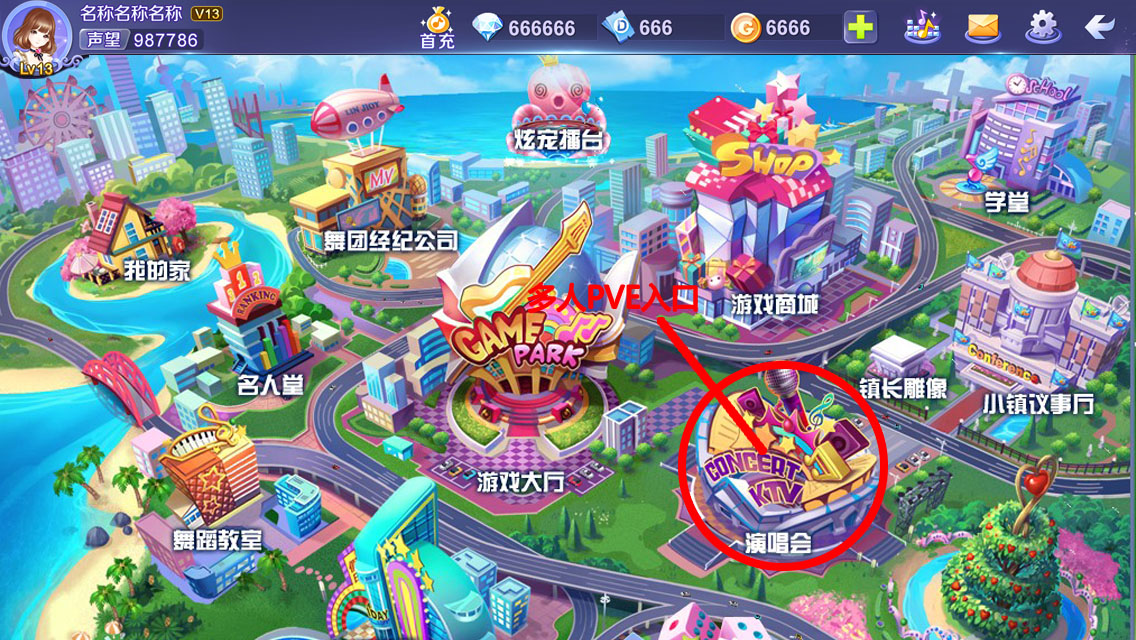 名称名称名称 V13
声望 987786
Lv13
首充
666666
666
6666
SCHOOL
炫宠播台
MV
SHOP
学堂
舞团经纪公司
我的家
RANKING
多人PVE入口
游戏商城
GAME
PARK
Conference
名人堂
镇长雕像
小镇议事厅
CONCERT
KTV
游戏大厅
舞蹈教室
演唱会
1DAY